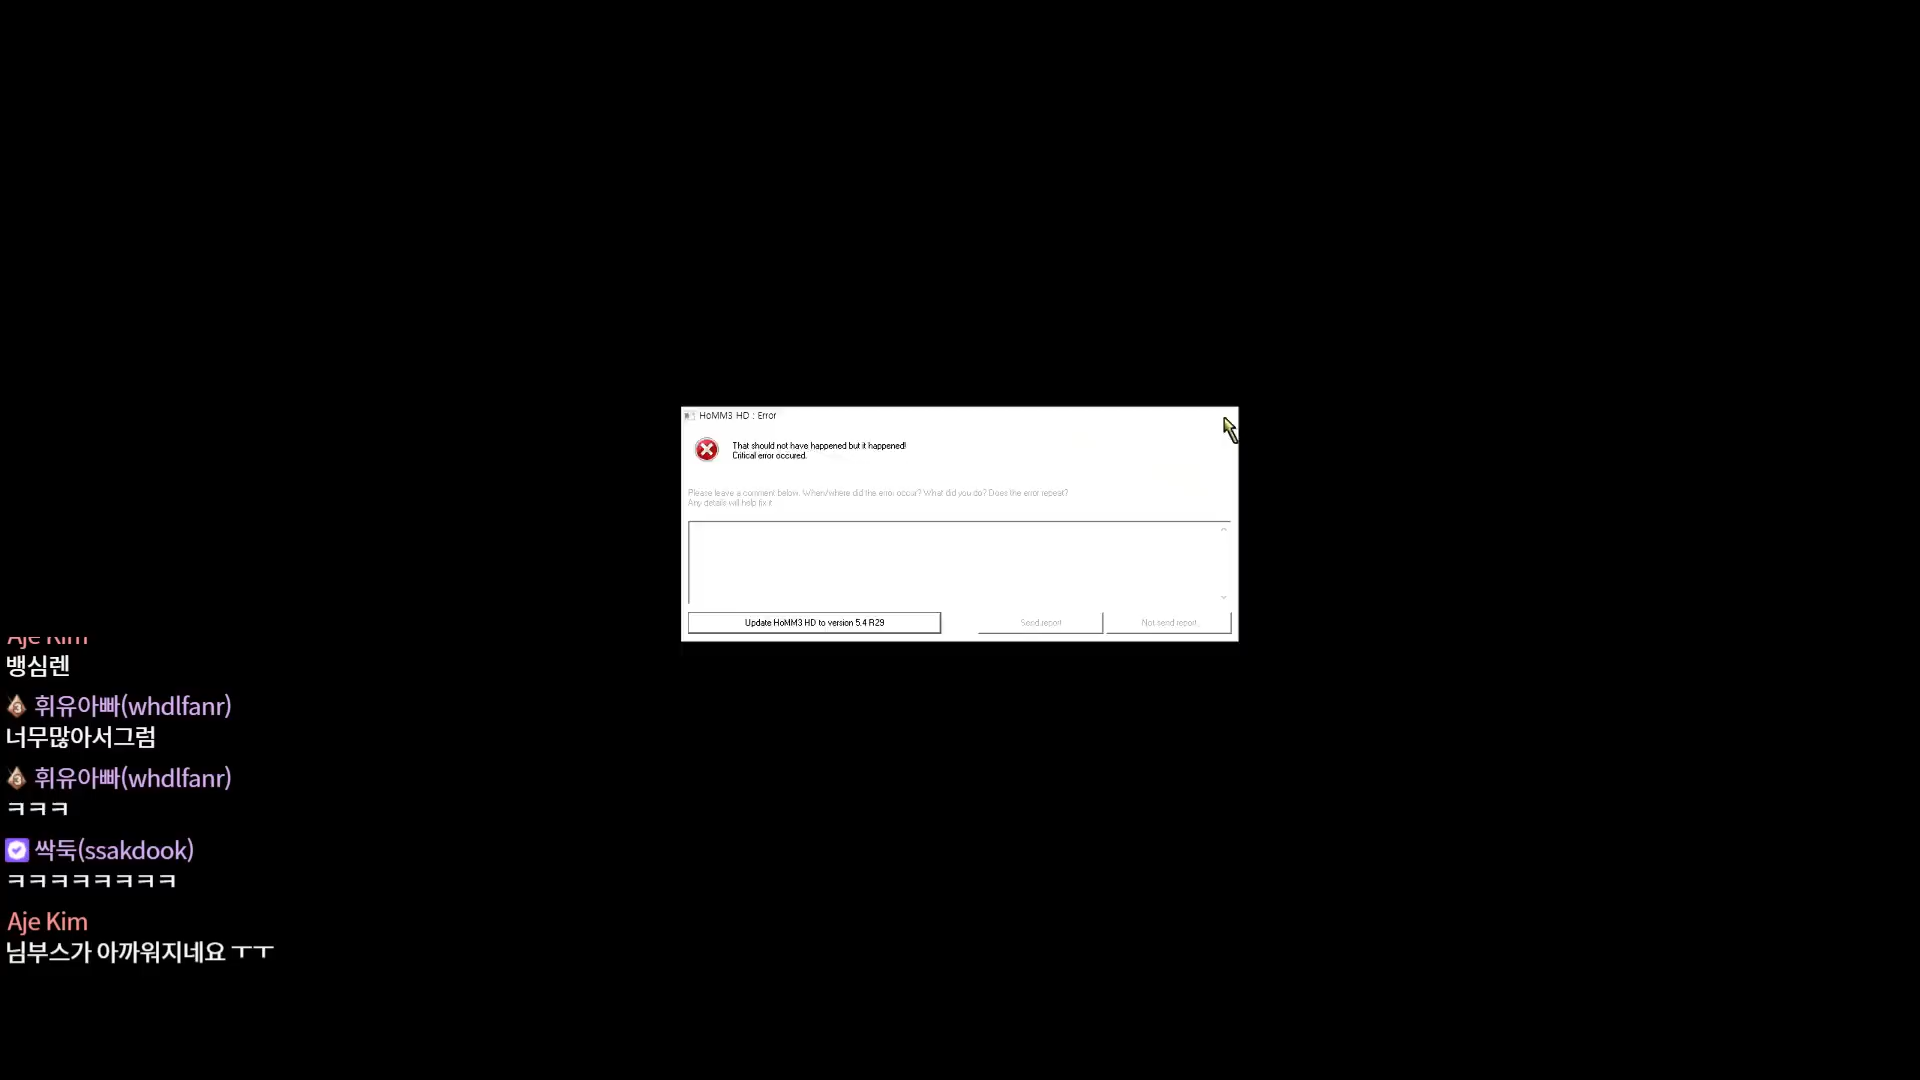 HoMM3 HD : Error
That should not have happened but it happened!
Critical error occured.
Please leave a comment below. When/where did the error occur? What did you do? Does the error repeat?
Any details will help fix it
Update HoMM3 HD to version 5.4 R29
Send report
Not send report
Aje Kim
뱅심렌
휘유아빠(whdlfanr)
너무많아서그럼
휘유아빠(whdlfanr)
ㅋㅋㅋ
싹둑(ssakdook)
ㅋㅋㅋㅋㅋㅋㅋㅋ
Aje Kim
님부스가 아까워지네요 ㅜㅜ